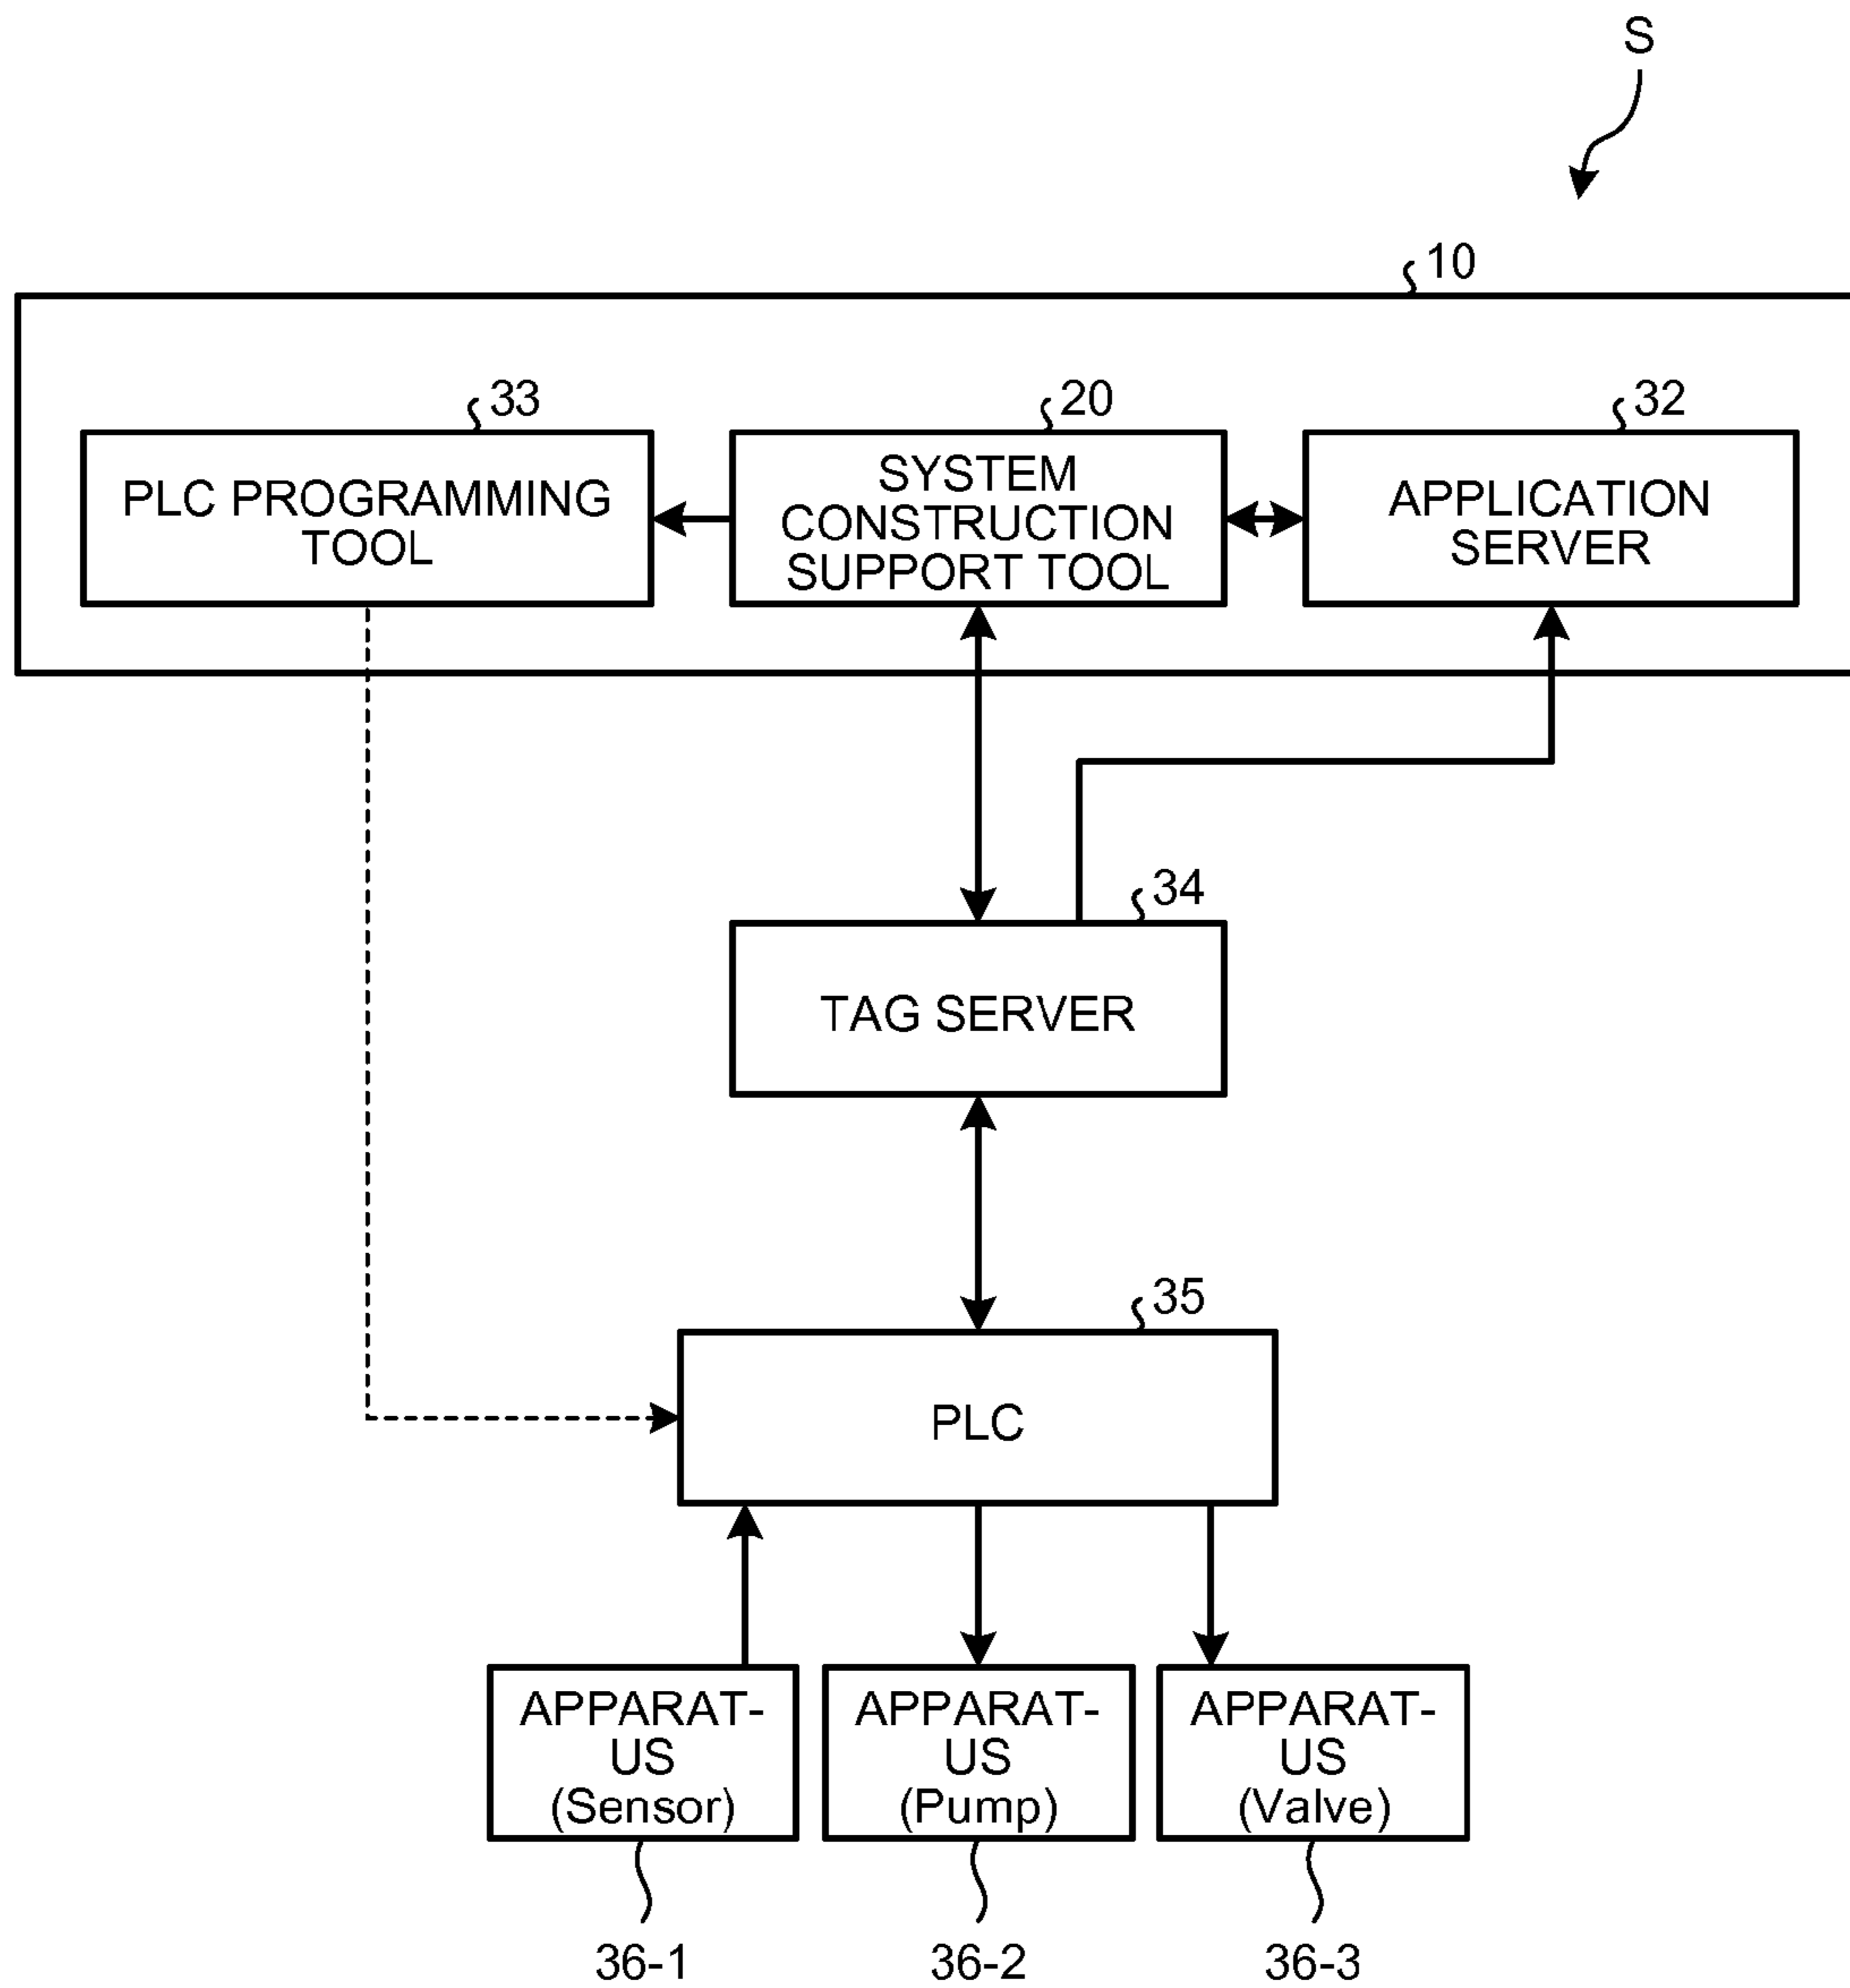 S
10
33
20
32
PLC PROGRAMMING
TOOL
SYSTEM
CONSTRUCTION
SUPPORT TOOL
APPLICATION
SERVER
34
TAG SERVER
35
PLC
APPARAT-
US
(Sensor)
APPARAT-
US
(Pump)
APPARAT-
US
(Valve)
36-1
36-2
36-3